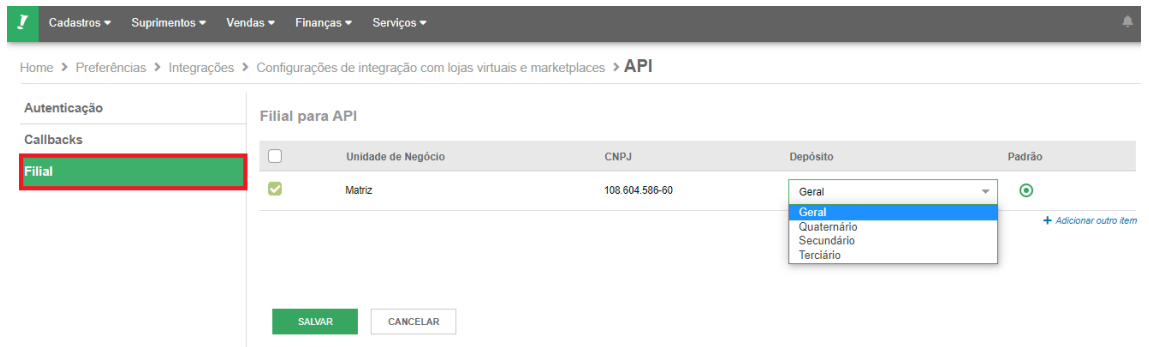 Cadastros Suprimentos Vendas Finanças Serviços
Home > Preferências > Integrações > Configurações de integração com lojas virtuais e marketplaces > API
Autenticação
Callbacks
Filial
Filial para API
Unidade de Negócio CNPJ Depósito Padrão
Matriz 108.604.586-60 Geral
Geral
Quaternário
Secundário
Terciário
+ Adicionar outro item
SALVAR CANCELAR